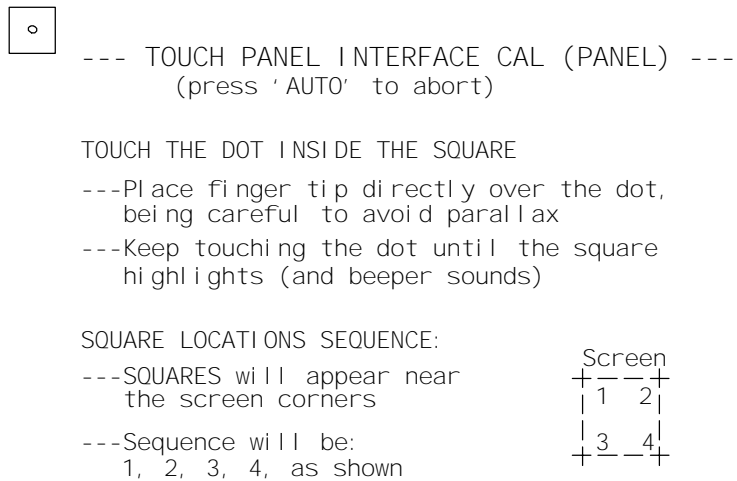 --- TOUCH PANEL INTERFACE CAL (PANEL) ---
(press 'AUTO' to abort)
TOUCH THE DOT INSIDE THE SQUARE
---Place finger tip directly over the dot,
being careful to avoid parallax
---Keep touching the dot until the square
highlights (and beeper sounds)
SQUARE LOCATIONS SEQUENCE:
---SQUARES will appear near
the screen corners
---Sequence will be:
1, 2, 3, 4, as shown
Screen
1 2
3 4